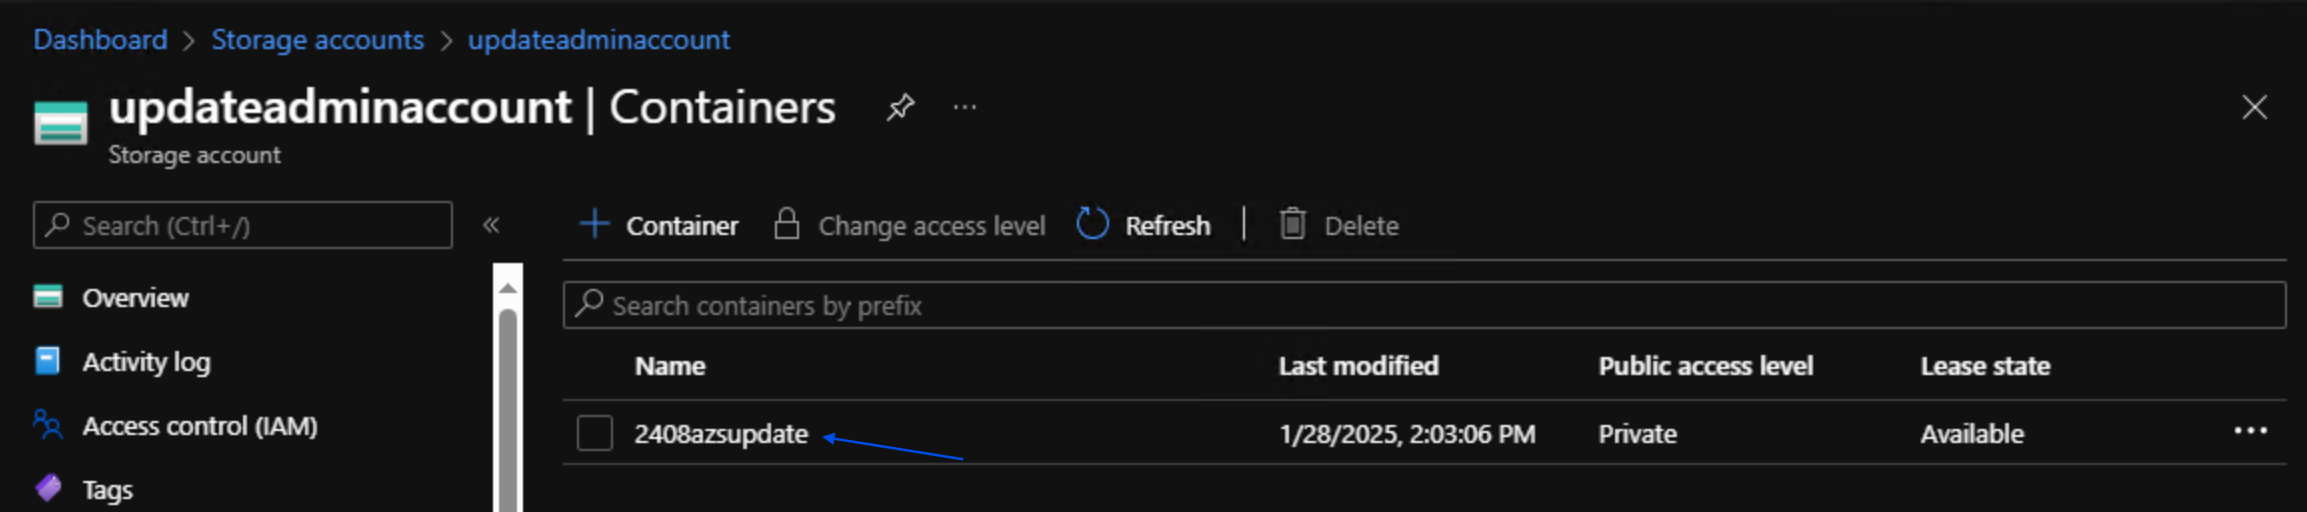 Dashboard > Storage accounts > updateadminaccount
updateadminaccount | Containers ...
Storage account
Search (Ctrl+/) «
+ Container Change access level Refresh | Delete
Overview
Search containers by prefix
Activity log
Name Last modified Public access level Lease state
Access control (IAM)
2408azsupdate 1/28/2025, 2:03:06 PM Private Available ...
Tags